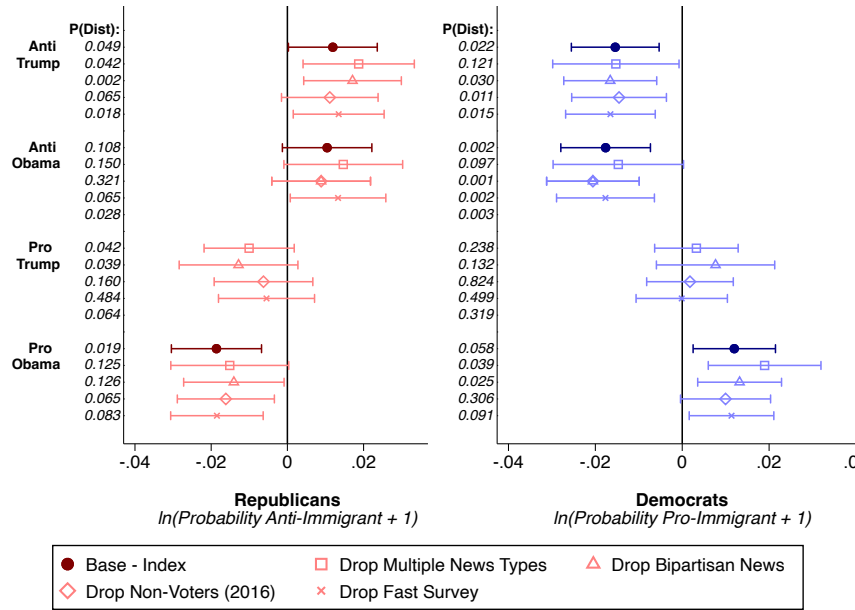 P(Dist):
P(Dist):
Anti
Trump
0.049
0.042
0.002
0.065
0.018
0.022
0.121
0.030
0.011
0.015
Anti
Obama
0.108
0.150
0.321
0.065
0.028
0.002
0.097
0.001
0.002
0.003
Pro
Trump
0.042
0.039
0.160
0.484
0.064
0.238
0.132
0.824
0.499
0.319
Pro
Obama
0.019
0.125
0.126
0.065
0.083
0.058
0.039
0.025
0.306
0.091
-.04 -.02 0 .02
-.04 -.02 0 .02 .0
Republicans
ln(Probability Anti-Immigrant + 1)
Democrats
ln(Probability Pro-Immigrant + 1)
Base - Index Drop Multiple News Types Drop Bipartisan News
Drop Non-Voters (2016) Drop Fast Survey